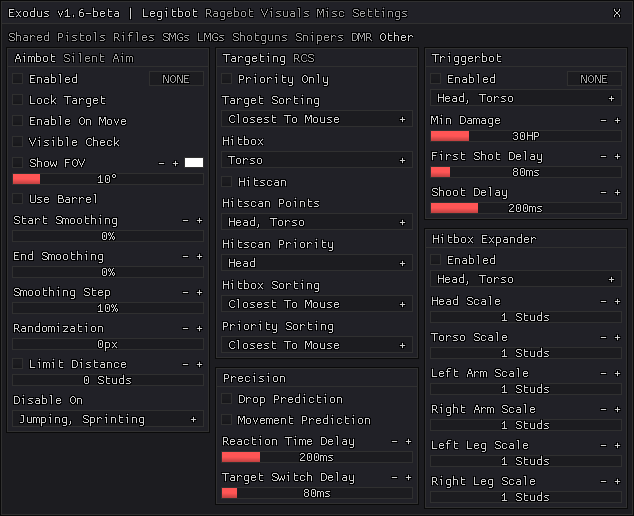 Exodus v1.6-beta | Legitbot Ragebot Visuals Misc Settings X
Shared Pistols Rifles SMGs LMGs Shotguns Snipers DMR Other
Aimbot Silent Aim
Enabled NONE
Lock Target
Enable On Move
Visible Check
Show FOV - +
10°
Use Barrel
Start Smoothing - +
0%
End Smoothing - +
0%
Smoothing Step - +
10%
Randomization - +
0px
Limit Distance - +
0 Studs
Disable On
Jumping, Sprinting +
Targeting RCS
Priority Only
Target Sorting
Closest To Mouse +
Hitbox
Torso +
Hitscan
Hitscan Points
Head, Torso +
Hitscan Priority
Head +
Hitbox Sorting
Closest To Mouse +
Priority Sorting
Closest To Mouse +
Precision
Drop Prediction
Movement Prediction
Reaction Time Delay - +
200ms
Target Switch Delay - +
80ms
Triggerbot
Enabled NONE
Head, Torso +
Min Damage - +
30HP
First Shot Delay - +
80ms
Shoot Delay - +
200ms
Hitbox Expander
Enabled
Head, Torso +
Head Scale - +
1 Studs
Torso Scale - +
1 Studs
Left Arm Scale - +
1 Studs
Right Arm Scale - +
1 Studs
Left Leg Scale - +
1 Studs
Right Leg Scale - +
1 Studs